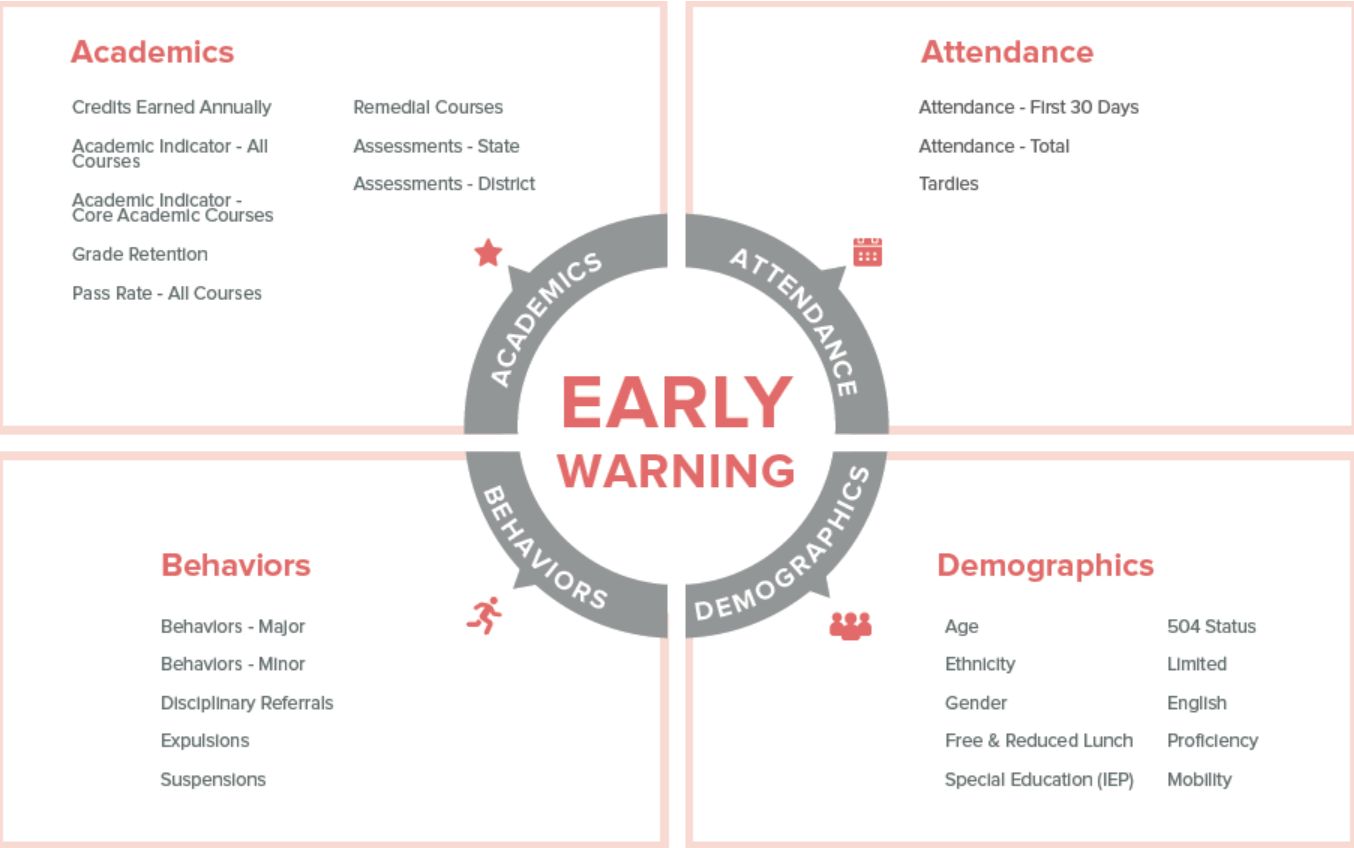 Academics
Credits Earned Annually
Academic Indicator - All
Courses
Academic Indicator -
Core Academic Courses
Grade Retention
Pass Rate - All Courses
Remedial Courses
Assessments - State
Assessments - District
Attendance
Attendance - First 30 Days
Attendance - Total
Tardies
ACADEMICS
ATTENDANCE
EARLY
WARNING
BEHAVIORS
DEMOGRAPHICS
Behaviors
Behaviors - Major
Behaviors - Minor
Disciplinary Referrals
Expulsions
Suspensions
Demographics
Age
Ethnicity
Gender
Free & Reduced Lunch
Special Education (IEP)
504 Status
Limited
English
Proficiency
Mobility